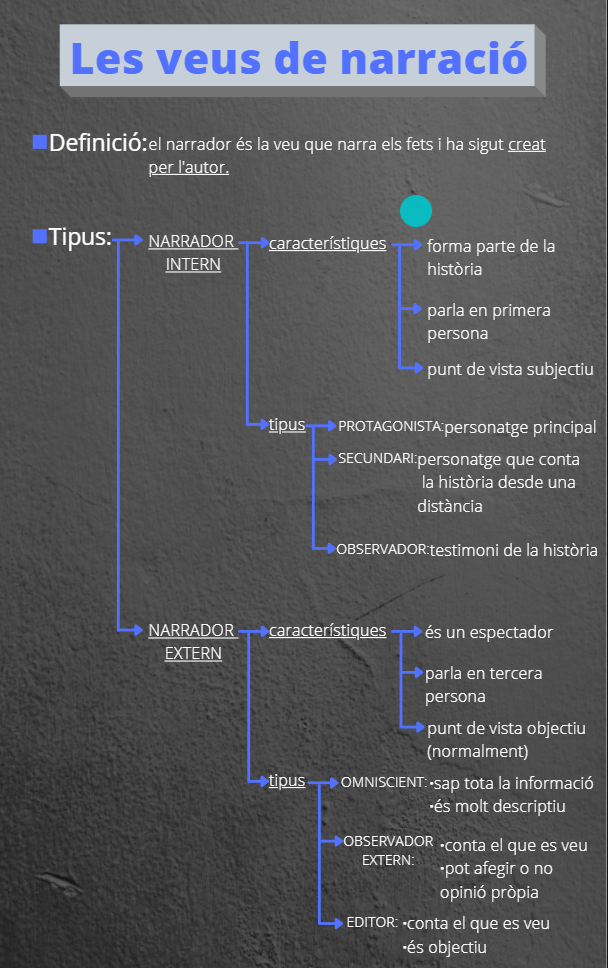 Les veus de narració
Definició: el narrador és la veu que narra els fets i ha sigut creat
per l'autor.
Tipus:
NARRADOR
INTERN
característiques
forma parte de la
història
parla en primera
persona
punt de vista subjectiu
tipus
PROTAGONISTA: personatge principal
SECUNDARI: personatge que conta
la història desde una
distància
OBSERVADOR: testimoni de la història
NARRADOR
EXTERN
característiques
és un espectador
parla en tercera
persona
punt de vista objectiu
(normalment)
tipus
OMNISCIENT: •sap tota la informació
•és molt descriptiu
OBSERVADOR
EXTERN:
•conta el que es veu
•pot afegir o no
opinió pròpia
EDITOR: •conta el que es veu
•és objectiu